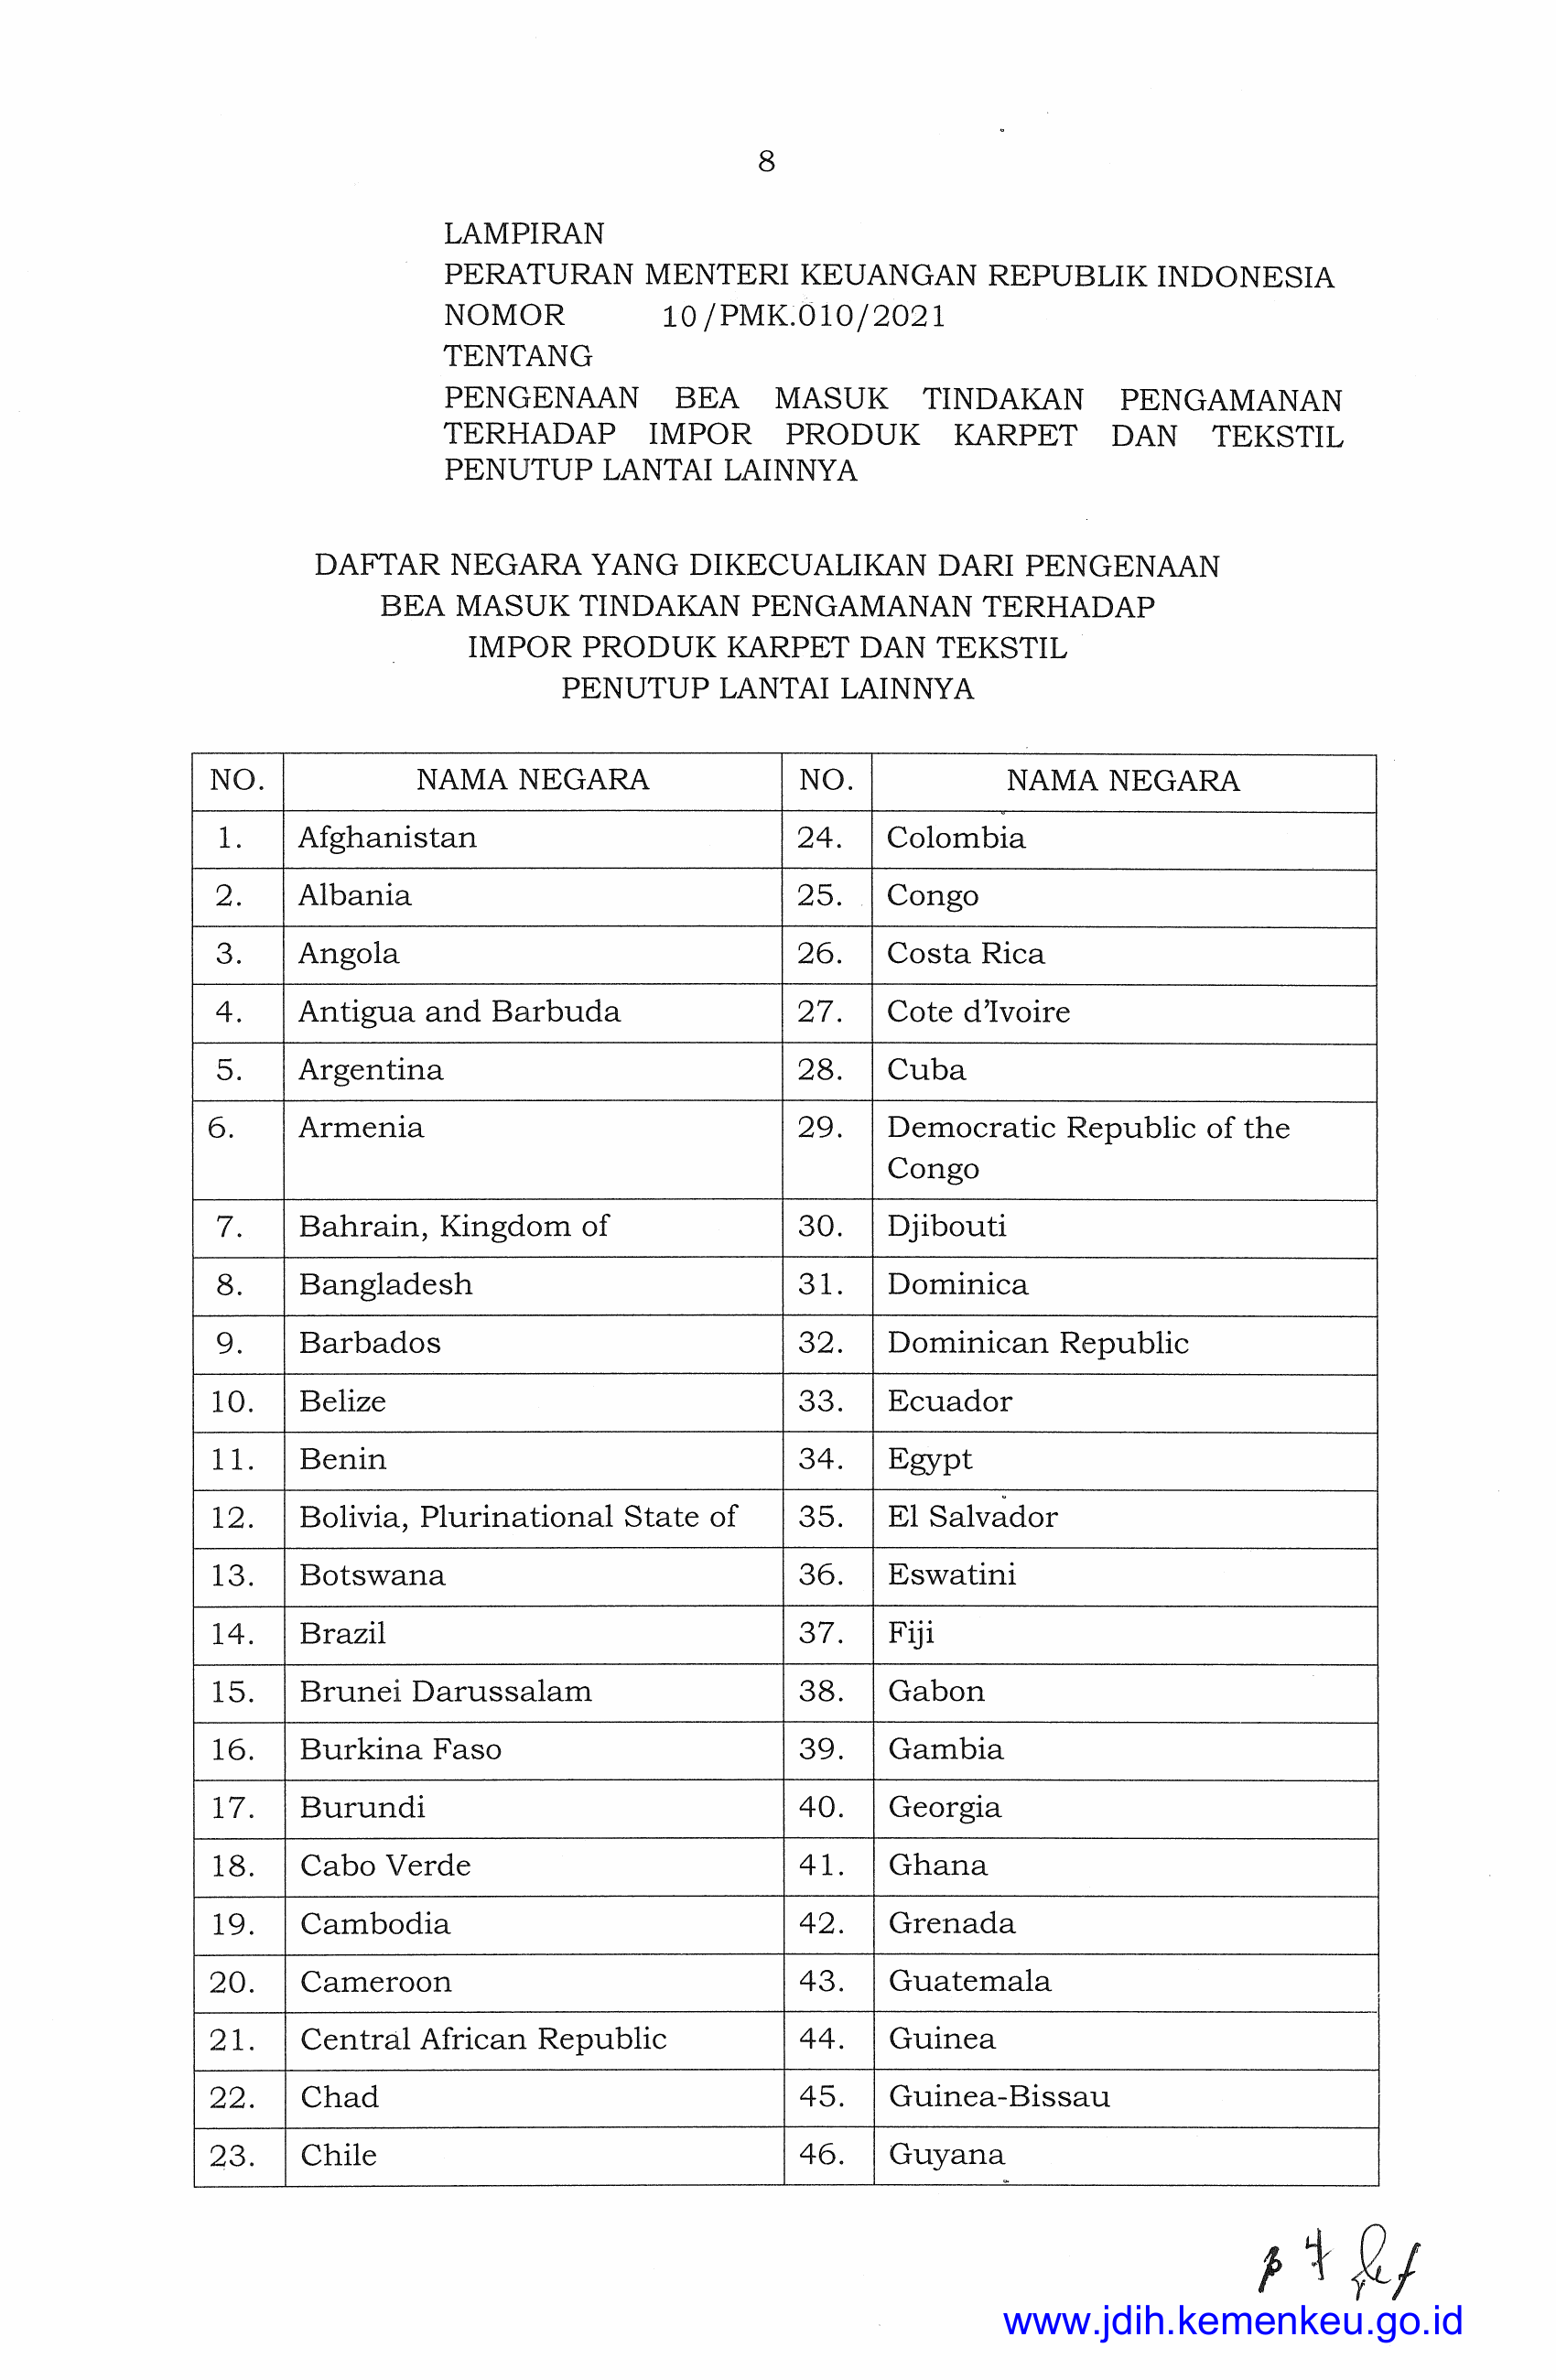 8
LAMPIRAN
PERATURAN MENTERI KEUANGAN REPUBLIK INDONESIA
NOMOR 10/PMK.010/2021
TENTANG
PENGENAAN BEA MASUK TINDAKAN PENGAMANAN
TERHADAP IMPOR PRODUK KARPET DAN TEKSTIL
PENUTUP LANTAI LAINNYA
DAFTAR NEGARA YANG DIKECUALIKAN DARI PENGENAAN
BEA MASUK TINDAKAN PENGAMANAN TERHADAP
IMPOR PRODUK KARPET DAN TEKSTIL
PENUTUP LANTAI LAINNYA
NO. NAMA NEGARA NO. NAMA NEGARA
1. Afghanistan 24. Colombia
2. Albania 25. Congo
3. Angola 26. Costa Rica
4. Antigua and Barbuda 27. Cote d'Ivoire
5. Argentina 28. Cuba
6. Armenia 29. Democratic Republic of the
Congo
7. Bahrain, Kingdom of 30. Djibouti
8. Bangladesh 31. Dominica
9. Barbados 32. Dominican Republic
10. Belize 33. Ecuador
11. Benin 34. Egypt
12. Bolivia, Plurinational State of 35. El Salvador
13. Botswana 36. Eswatini
14. Brazil 37. Fiji
15. Brunei Darussalam 38. Gabon
16. Burkina Faso 39. Gambia
17. Burundi 40. Georgia
18. Cabo Verde 41. Ghana
19. Cambodia 42. Grenada
20. Cameroon 43. Guatemala
21. Central African Republic 44. Guinea
22. Chad 45. Guinea-Bissau
23. Chile 46. Guyana
www.jdih.kemenkeu.go.id